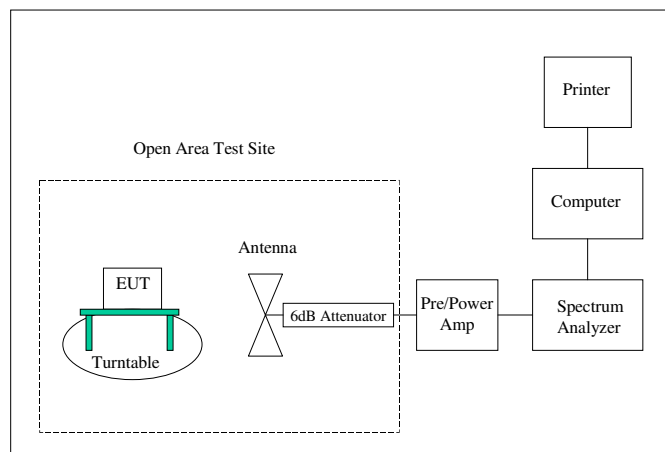 Printer
Open Area Test Site
Computer
Antenna
EUT
6dB Attenuator
Pre/Power
Amp
Spectrum
Analyzer
Turntable